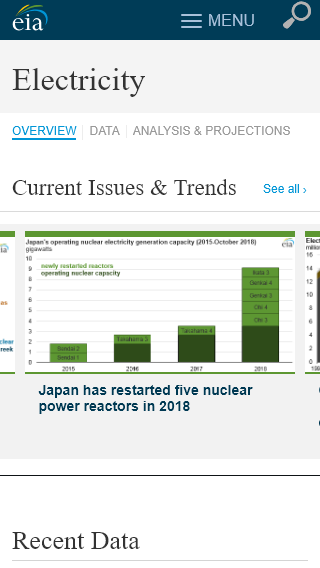 eia
MENU
Electricity
OVERVIEW
DATA
ANALYSIS & PROJECTIONS
Current Issues & Trends
See all ›
Japan's operating nuclear electricity generation capacity (2015-October 2018)
gigawatts
eia
10
9
8
7
6
5
4
3
2
1
0
newly restarted reactors
operating nuclear capacity
Sendai 2
Sendai 1
Takahama 3
Takahama 4
Ikata 3
Genkai 4
Genkai 3
Ohi 4
Ohi 3
2015
2016
2017
2018
Japan has restarted five nuclear
power reactors in 2018
Recent Data